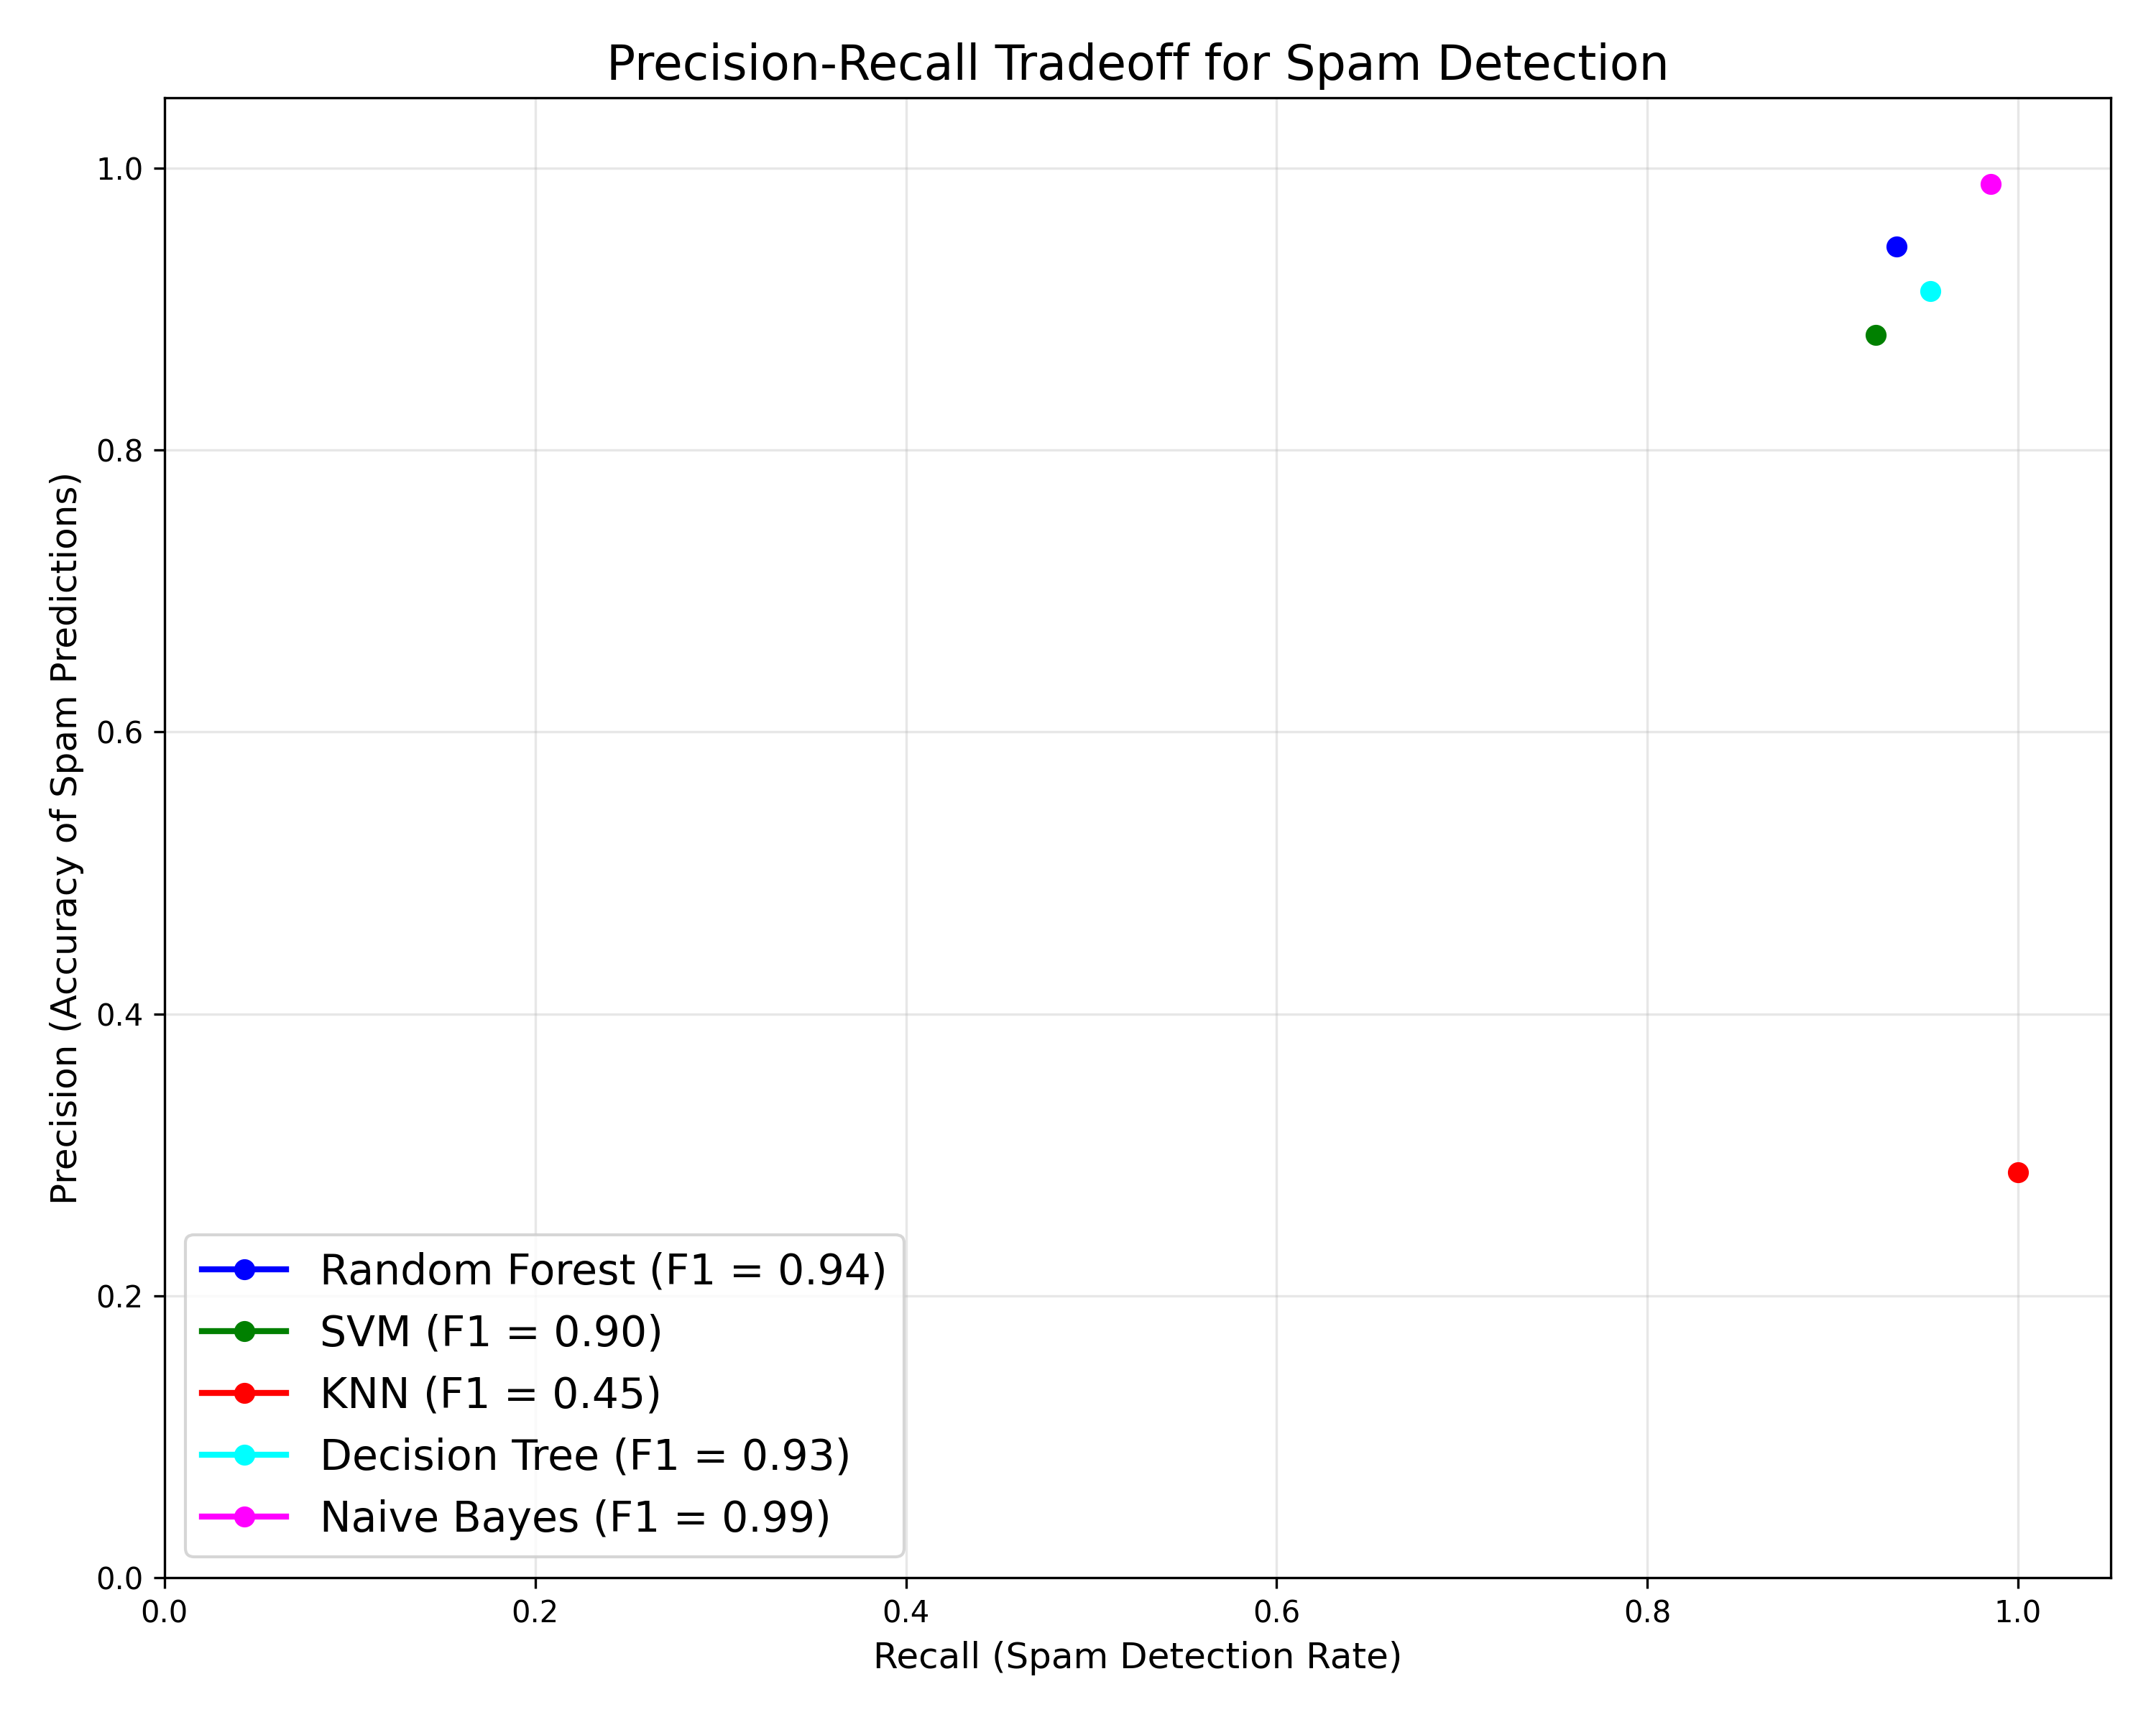 Precision-Recall Tradeoff for Spam Detection
Precision (Accuracy of Spam Predictions)
1.0
0.8
0.6
0.4
0.2
0.0
Random Forest (F1 = 0.94)
SVM (F1 = 0.90)
KNN (F1 = 0.45)
Decision Tree (F1 = 0.93)
Naive Bayes (F1 = 0.99)
0.0 0.2 0.4 0.6 0.8 1.0
Recall (Spam Detection Rate)